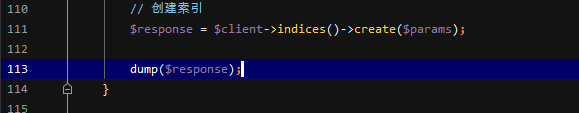 110 // 创建索引
111 $response = $client->indices()->create($params);
112
113 dump($response);
114 }
115